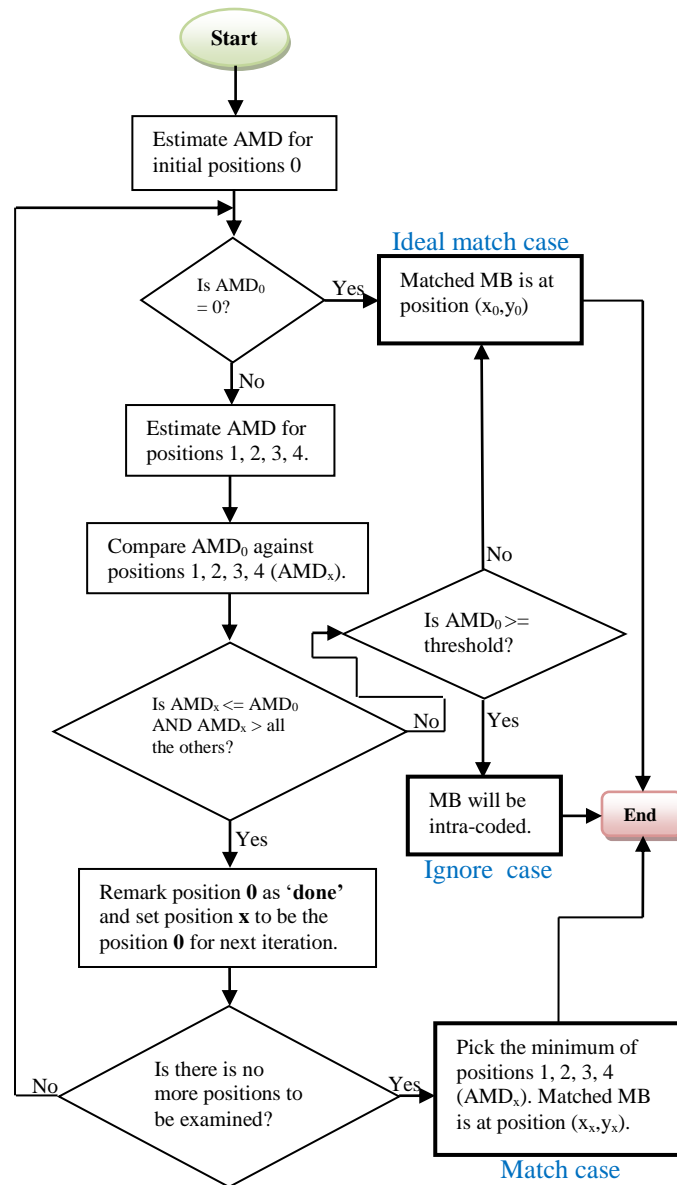 Start
Estimate AMD for
initial positions 0
Ideal match case
Is AMD₀
= 0?
Yes
Matched MB is at
position (x₀,y₀)
No
Estimate AMD for
positions 1, 2, 3, 4.
Compare AMD₀ against
positions 1, 2, 3, 4 (AMDₓ).
No
Is AMD₀ >=
threshold?
Is AMDₓ <= AMD₀
AND AMDₓ > all
the others?
No
Yes
Yes
MB will be
intra-coded.
End
Ignore case
Remark position 0 as ‘done’
and set position x to be the
position 0 for next iteration.
Is there is no
more positions to
be examined?
No
Yes
Pick the minimum of
positions 1, 2, 3, 4
(AMDₓ). Matched MB
is at position (xₓ,yₓ).
Match case